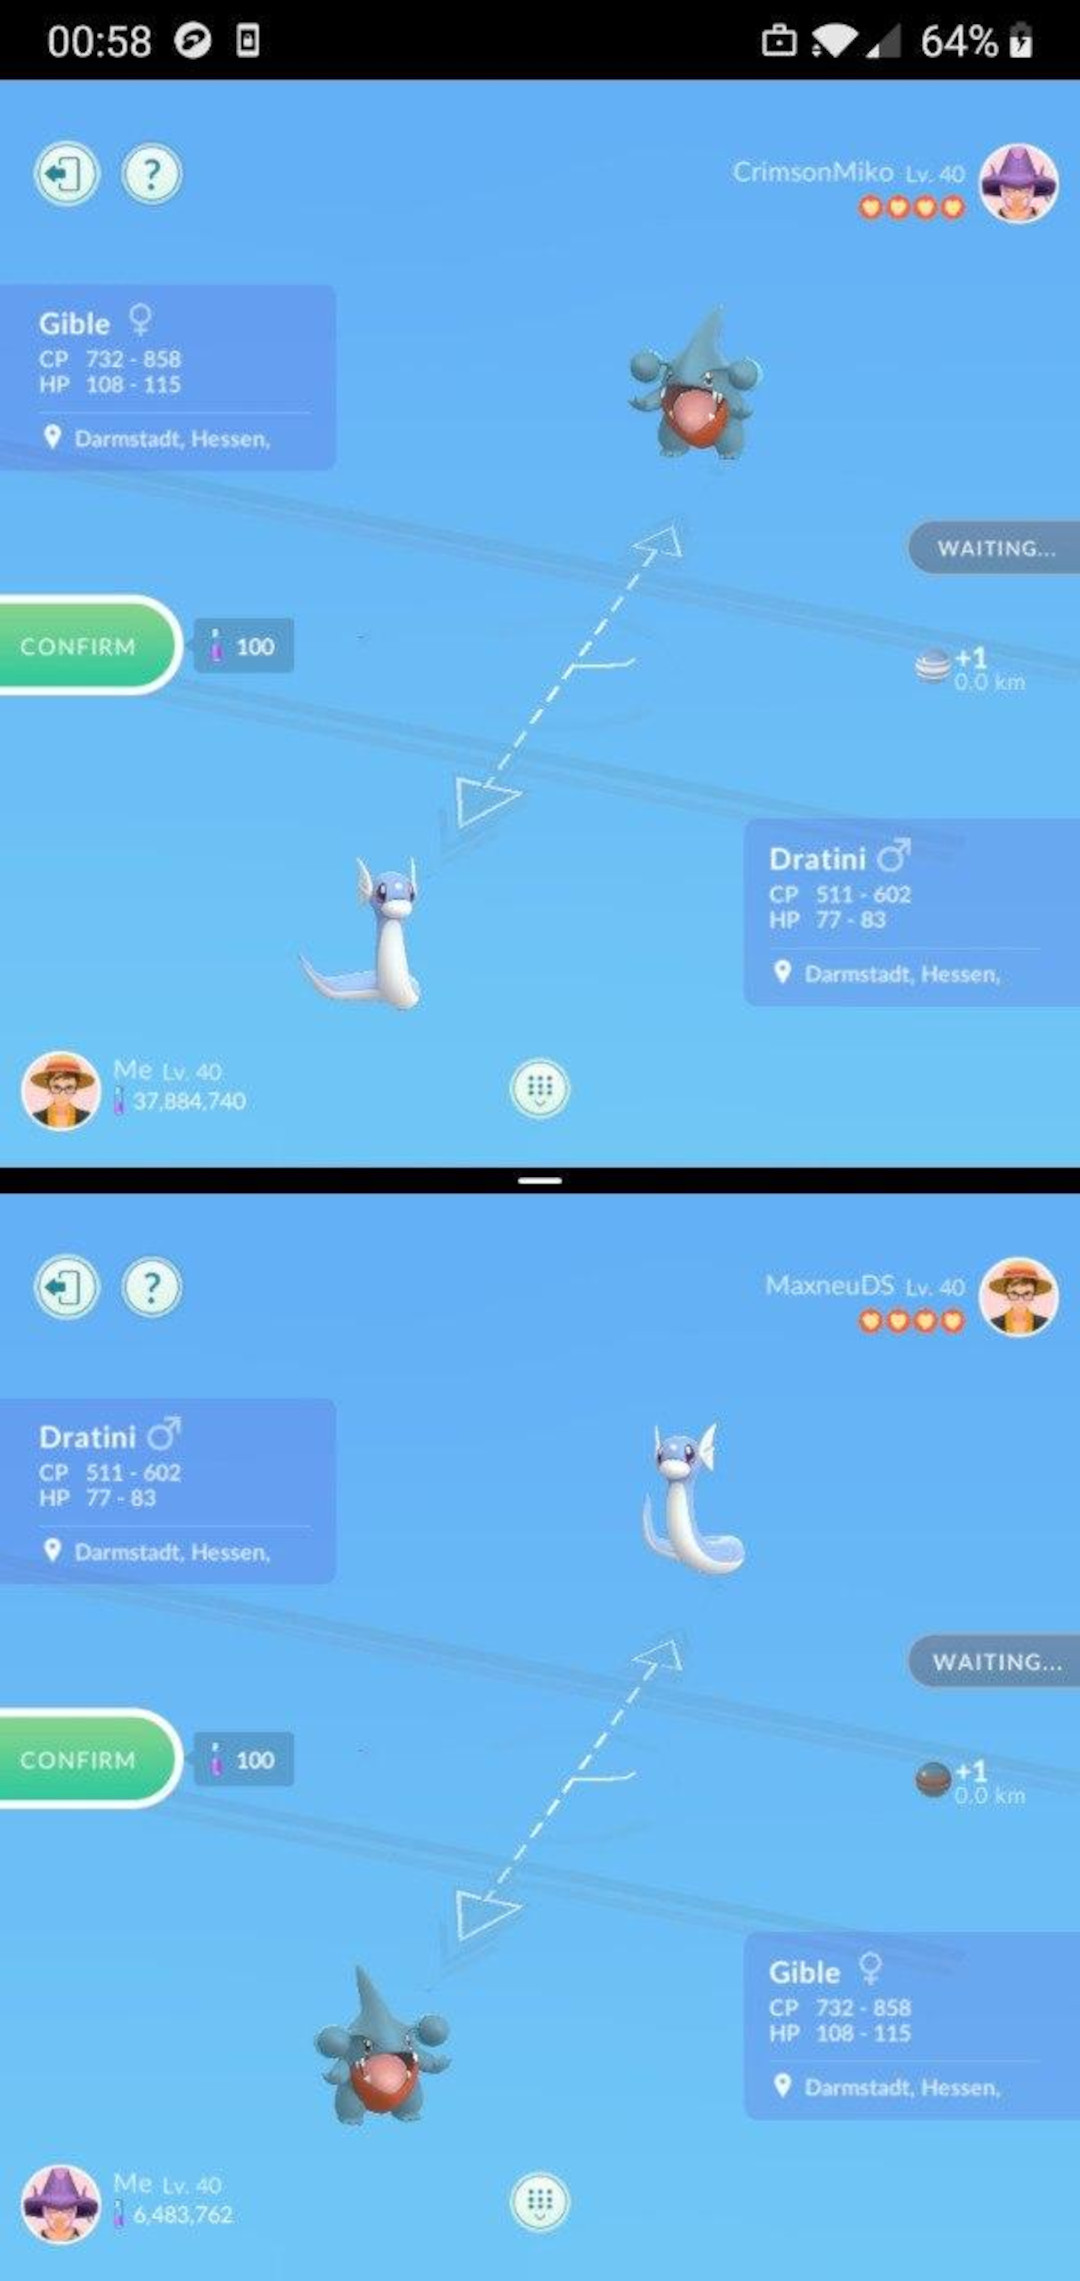 00:58
64%
?
CrimsonMiko Lv. 40
Gible ♀
CP 732 - 858
HP 108 - 115
Darmstadt, Hessen,
WAITING...
CONFIRM
100
+1
0.0 km
Dratini ♂
CP 511 - 602
HP 77 - 83
Darmstadt, Hessen,
Me Lv. 40
37,884,740
?
MaxneuDS Lv. 40
Dratini ♂
CP 511 - 602
HP 77 - 83
Darmstadt, Hessen,
WAITING...
CONFIRM
100
+1
0.0 km
Gible ♀
CP 732 - 858
HP 108 - 115
Darmstadt, Hessen,
Me Lv. 40
6,483,762